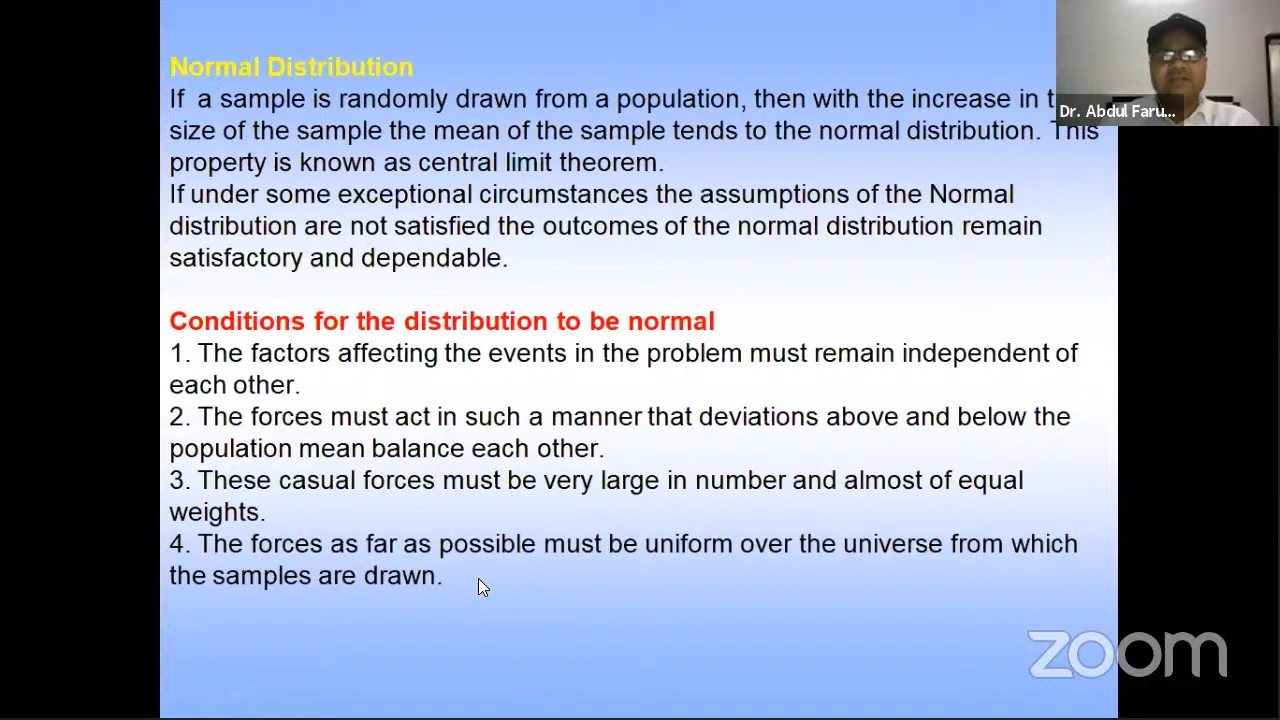 Normal Distribution
If a sample is randomly drawn from a population, then with the increase in t
size of the sample the mean of the sample tends to the normal distribution. This
property is known as central limit theorem.
If under some exceptional circumstances the assumptions of the Normal
distribution are not satisfied the outcomes of the normal distribution remain
satisfactory and dependable.
Conditions for the distribution to be normal
1. The factors affecting the events in the problem must remain independent of
each other.
2. The forces must act in such a manner that deviations above and below the
population mean balance each other.
3. These casual forces must be very large in number and almost of equal
weights.
4. The forces as far as possible must be uniform over the universe from which
the samples are drawn.
Dr. Abdul Faru...
zoom